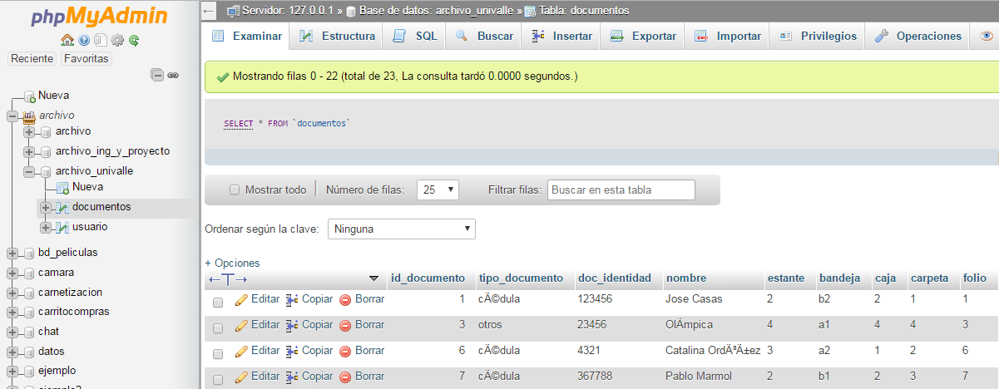 phpMyAdmin
Reciente Favoritas
Nueva
archivo
archivo
archivo_ing_y_proyecto
archivo_univalle
Nueva
documentos
usuario
bd_peliculas
camara
carnetizacion
carritocompras
chat
datos
ejemplo
Servidor: 127.0.0.1 » Base de datos: archivo_univalle » Tabla: documentos
Examinar Estructura SQL Buscar Insertar Exportar Importar Privilegios Operaciones
Mostrando filas 0 - 22 (total de 23, La consulta tardó 0.0000 segundos.)
SELECT * FROM `documentos`
Mostrar todo Número de filas: 25 Filtrar filas: Buscar en esta tabla
Ordenar según la clave: Ninguna
+ Opciones
id_documento tipo_documento doc_identidad nombre estante bandeja caja carpeta folio
Editar Copiar Borrar 1 cÃ©dula 123456 Jose Casas 2 b2 2 1 1
Editar Copiar Borrar 3 otros 23456 OlÃmpica 4 a1 4 4 3
Editar Copiar Borrar 6 cÃ©dula 4321 Catalina OrdÃ³Ã±ez 3 a2 1 2 6
Editar Copiar Borrar 7 cÃ©dula 367788 Pablo Marmol 2 b1 2 3 7